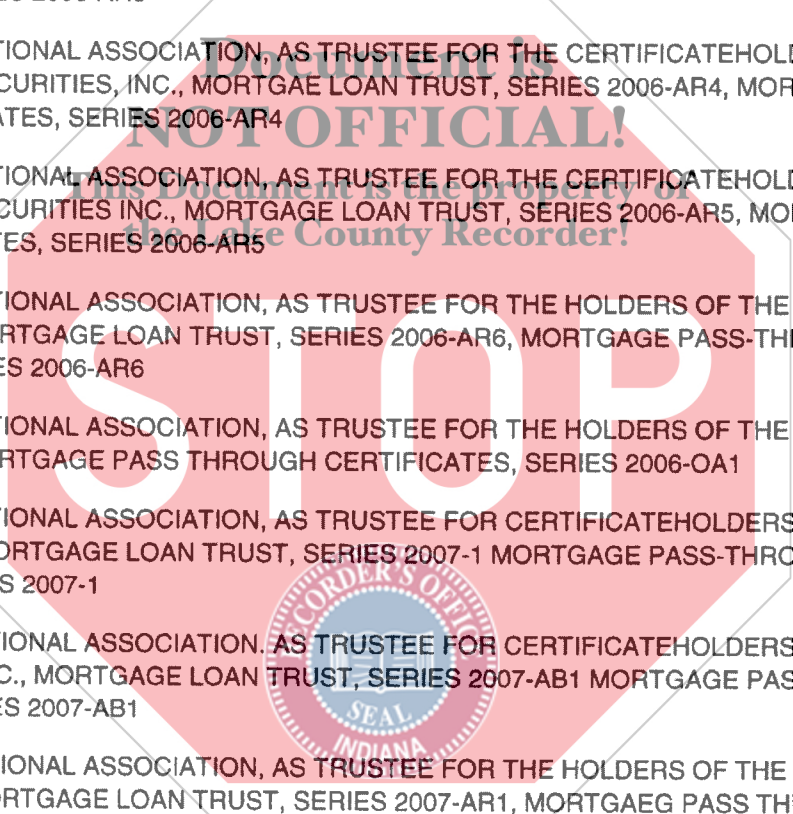 TIONAL ASSOCIATION, AS TRUSTEE FOR THE CERTIFICATEHOLD
Document is
CURITIES, INC., MORTGAE LOAN TRUST, SERIES 2006-AR4, MOR
ATES, SERIES 2006-AR4
NOT OFFICIAL!
TIONAL ASSOCIATION, AS TRUSTEE FOR THE CERTIFICATEHOLD
This Document is the property of
CURITIES INC., MORTGAGE LOAN TRUST, SERIES 2006-AR5, MO
TES, SERIES 2006-AR5
the Lake County Recorder!
TIONAL ASSOCIATION, AS TRUSTEE FOR THE HOLDERS OF THE
RTGAGE LOAN TRUST, SERIES 2006-AR6, MORTGAGE PASS-TH
ES 2006-AR6
STOP
TIONAL ASSOCIATION, AS TRUSTEE FOR THE HOLDERS OF THE
RTGAGE PASS THROUGH CERTIFICATES, SERIES 2006-OA1
TIONAL ASSOCIATION, AS TRUSTEE FOR CERTIFICATEHOLDERS
ORTGAGE LOAN TRUST, SERIES 2007-1 MORTGAGE PASS-THRO
S 2007-1
RECORDER'S OFFICE
TIONAL ASSOCIATION. AS TRUSTEE FOR CERTIFICATEHOLDERS
C., MORTGAGE LOAN TRUST, SERIES 2007-AB1 MORTGAGE PAS
ES 2007-AB1
SEAL
INDIANA
TIONAL ASSOCIATION, AS TRUSTEE FOR THE HOLDERS OF THE
ORTGAGE LOAN TRUST, SERIES 2007-AR1, MORTGAEG PASS TH